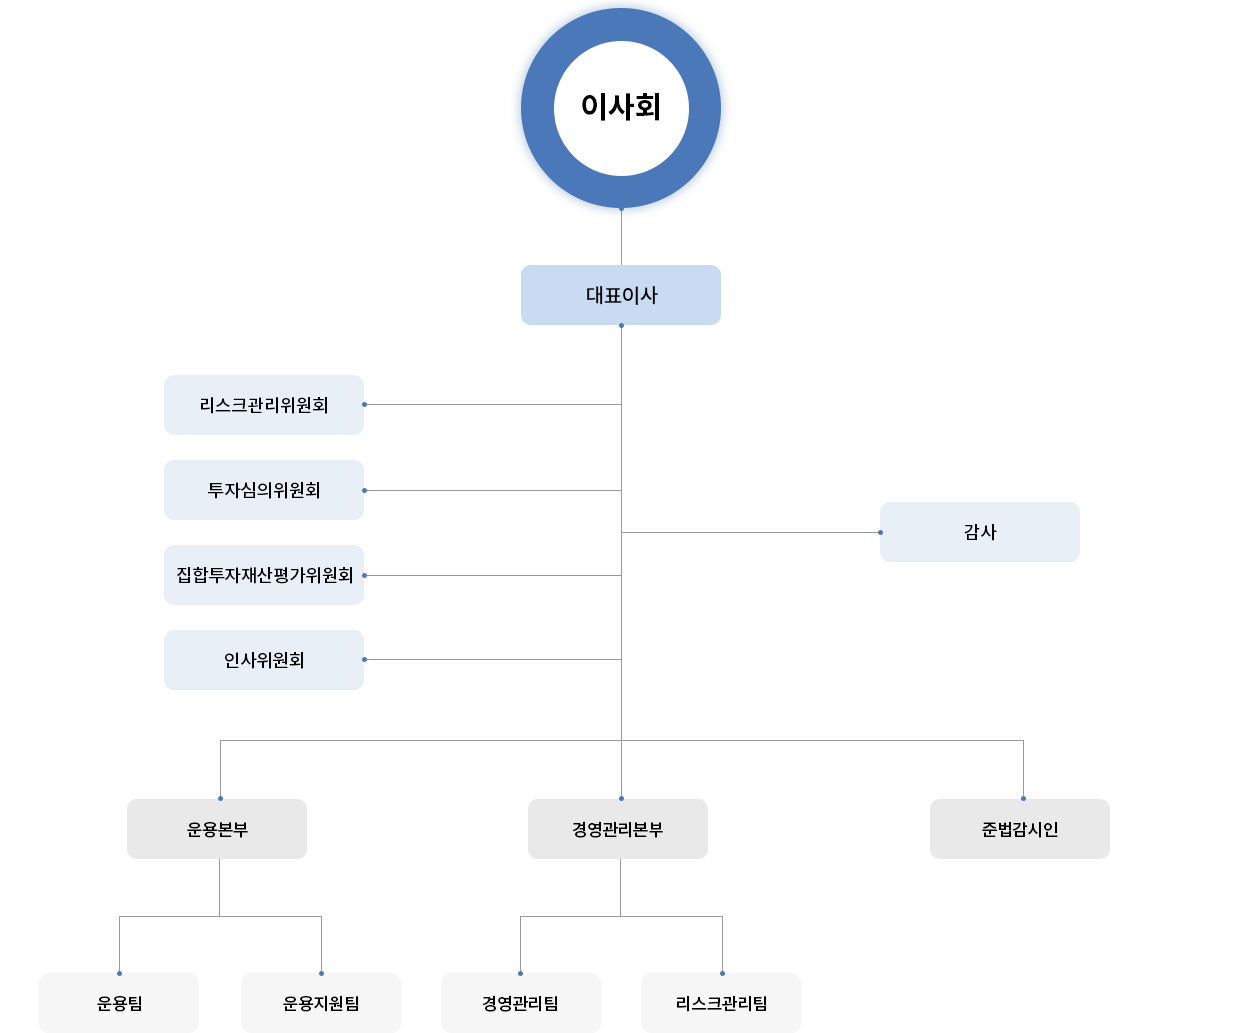 이사회
대표이사
리스크관리위원회
투자심의위원회
감사
집합투자재산평가위원회
인사위원회
운용본부
경영관리본부
준법감시인
운용팀
운용지원팀
경영관리팀
리스크관리팀